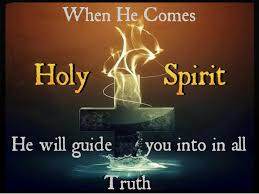 When He Comes
Holy Spirit
He will guide you into in all
Truth